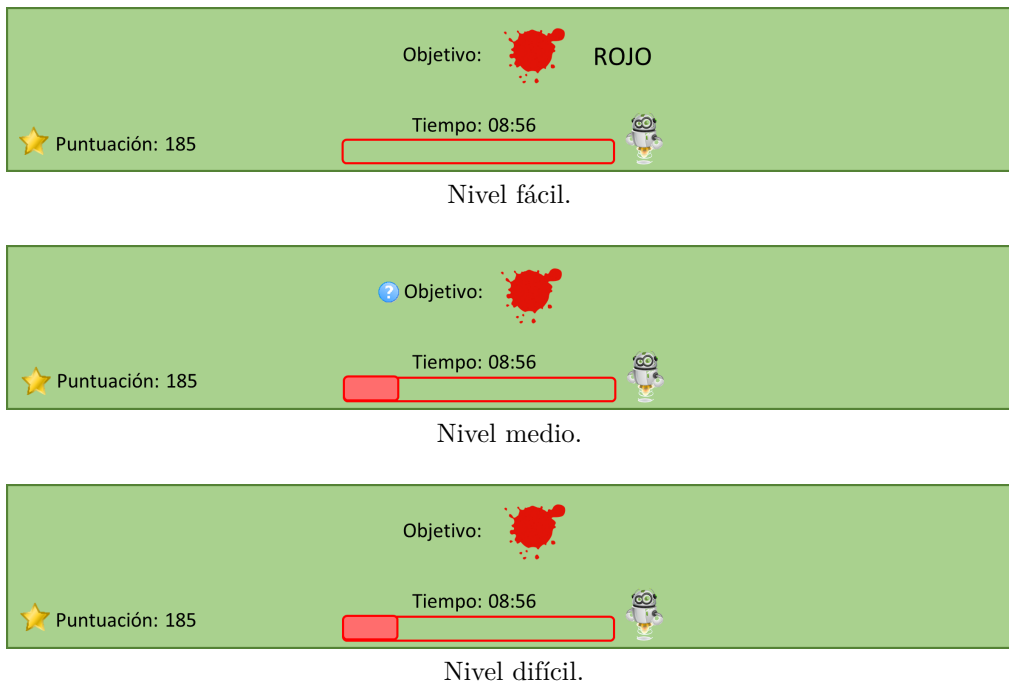 Objetivo: ROJO
Tiempo: 08:56
Puntuación: 185
Nivel fácil.
? Objetivo:
Tiempo: 08:56
Puntuación: 185
Nivel medio.
Objetivo:
Tiempo: 08:56
Puntuación: 185
Nivel difícil.